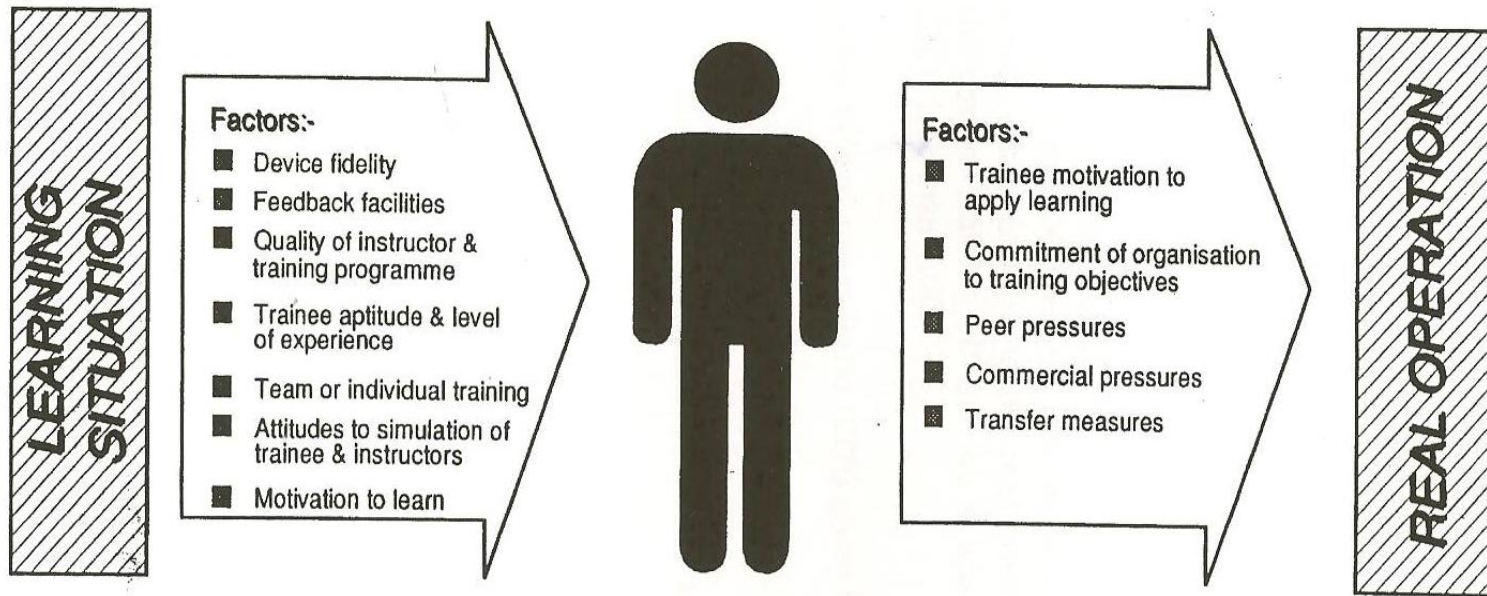 LEARNING
SITUATION
Factors:-
Device fidelity
Feedback facilities
Quality of instructor &
training programme
Trainee aptitude & level
of experience
Team or individual training
Attitudes to simulation of
trainee & instructors
Motivation to learn
Factors:-
Trainee motivation to
apply learning
Commitment of organisation
to training objectives
Peer pressures
Commercial pressures
Transfer measures
REAL OPERATION